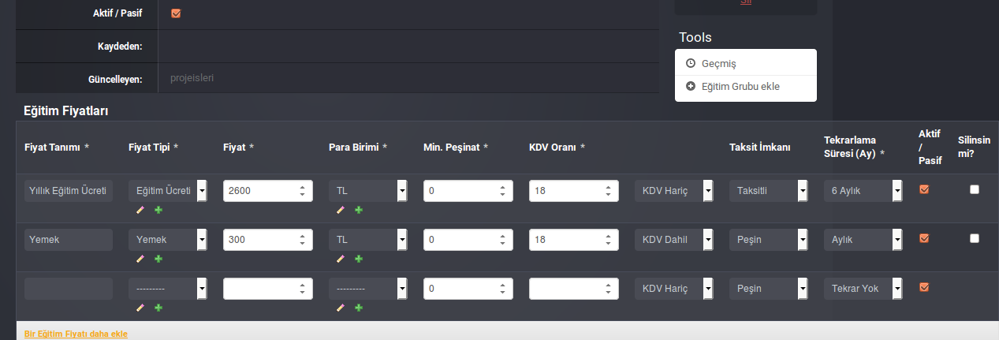 Sil
Aktif / Pasif
Kaydeden:
Güncelleyen:
projeisleri
Tools
Geçmiş
Eğitim Grubu ekle
Eğitim Fiyatları
Fiyat Tanımı * Fiyat Tipi * Fiyat * Para Birimi * Min. Peşinat * KDV Oranı * Taksit İmkanı Tekrarlama Süresi (Ay) * Aktif / Pasif Silinsin mi?
Yıllık Eğitim Ücreti Eğitim Ücreti 2600 TL 0 18 KDV Hariç Taksitli 6 Aylık
Yemek Yemek 300 TL 0 18 KDV Dahil Peşin Aylık
--------- --------- 0 KDV Hariç Peşin Tekrar Yok
Bir Eğitim Fiyatı daha ekle